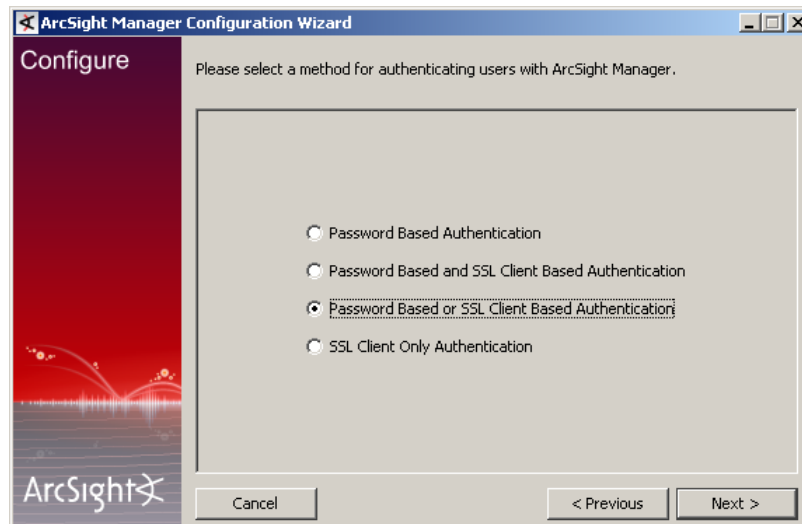 ArcSight Manager Configuration Wizard
Configure
Please select a method for authenticating users with ArcSight Manager.
Password Based Authentication
Password Based and SSL Client Based Authentication
Password Based or SSL Client Based Authentication
SSL Client Only Authentication
ArcSight
Cancel
< Previous
Next >